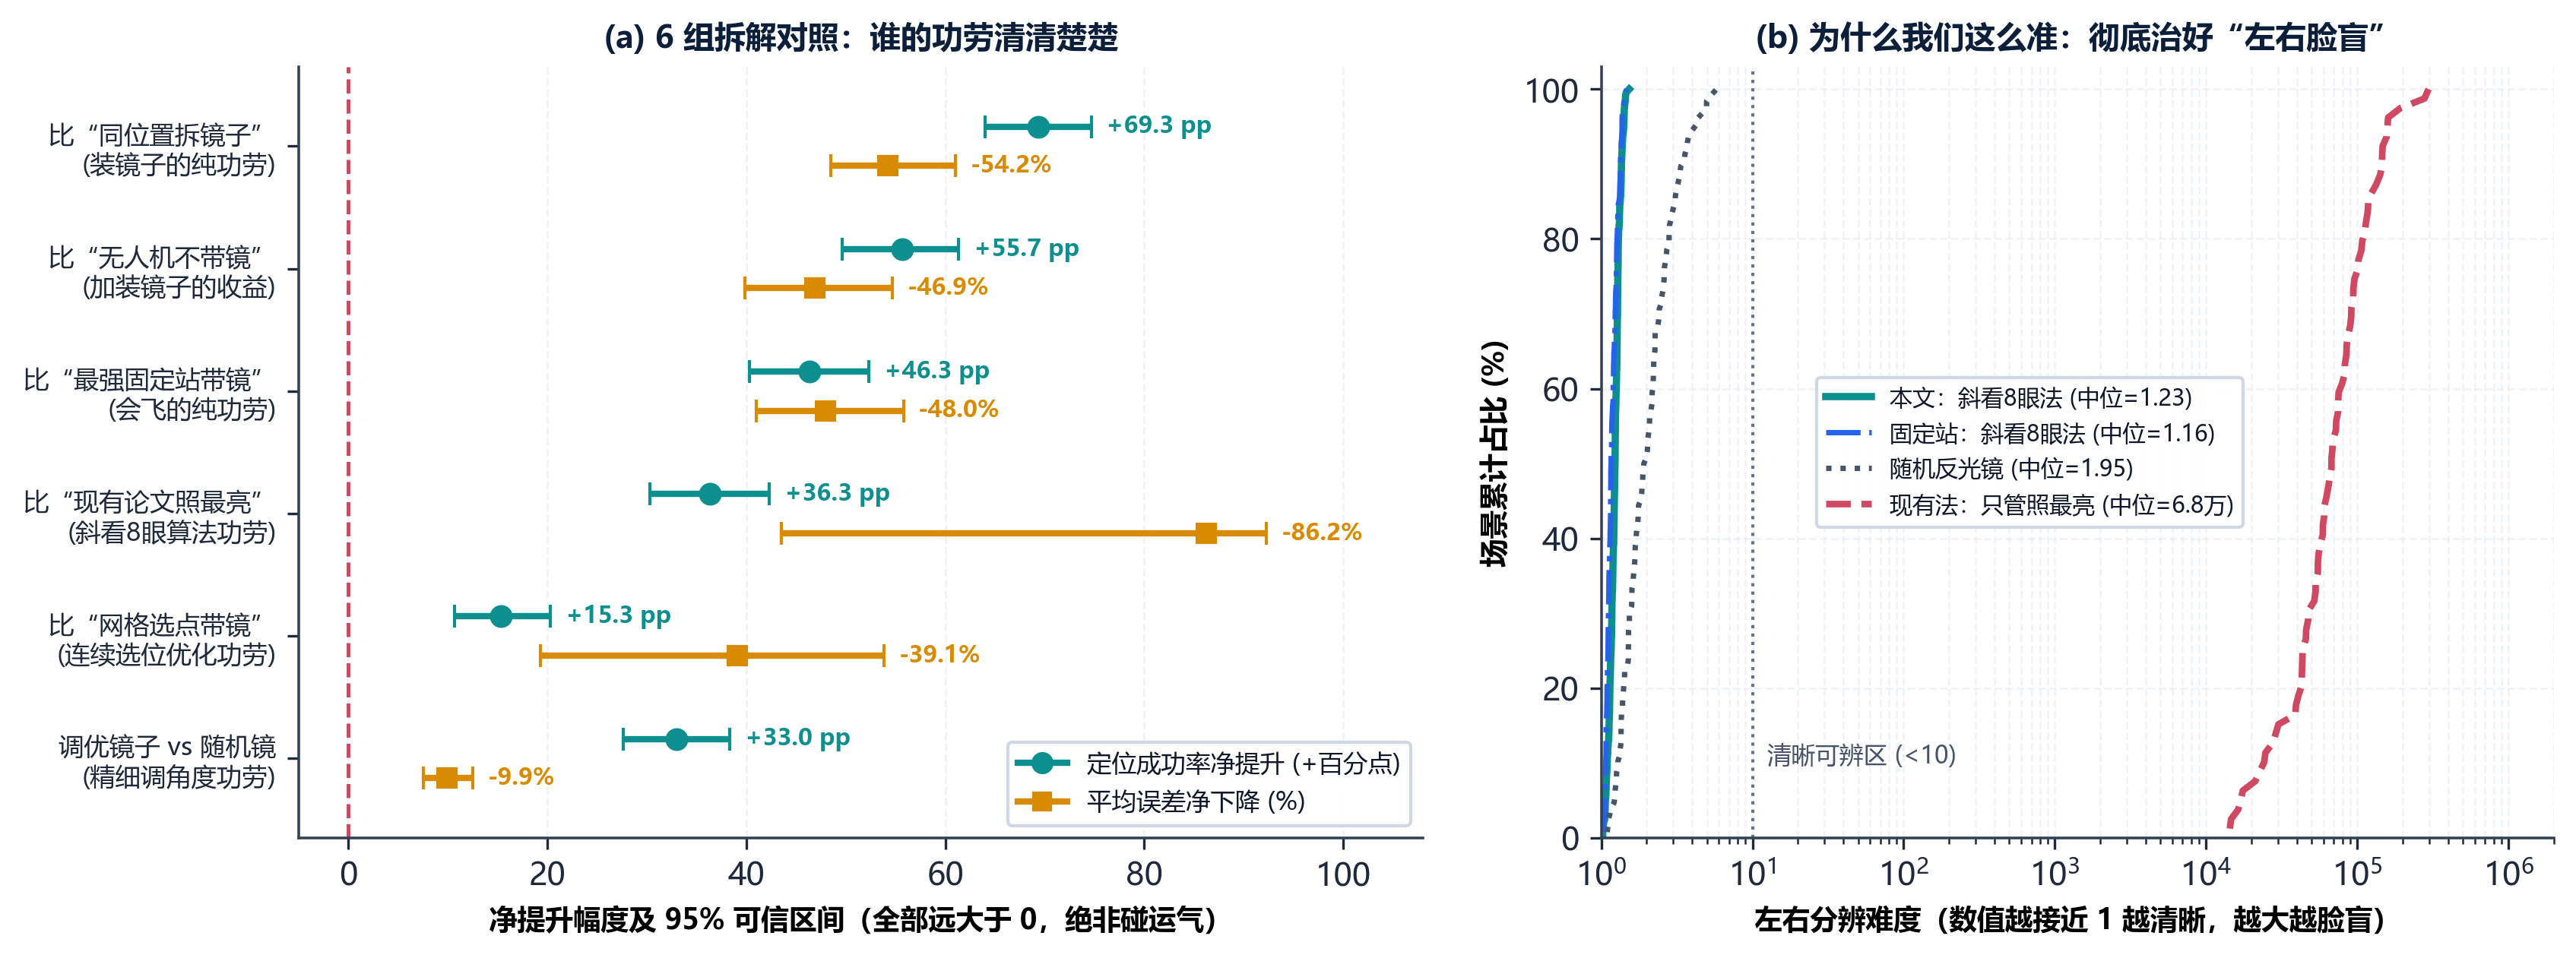 (a) 6 组拆解对照：谁的功劳清清楚楚
比“同位置拆镜子”
(装镜子的纯功劳)
+69.3 pp
-54.2%
比“无人机不带镜”
(加装镜子的收益)
+55.7 pp
-46.9%
比“最强固定站带镜”
(会飞的纯功劳)
+46.3 pp
-48.0%
比“现有论文照最亮”
(斜看8眼算法功劳)
+36.3 pp
-86.2%
比“网格选点带镜”
(连续选位优化功劳)
+15.3 pp
-39.1%
调优镜子 vs 随机镜
(精细调角度功劳)
+33.0 pp
-9.9%
定位成功率净提升 (+百分点)
平均误差净下降 (%)
0 20 40 60 80 100
净提升幅度及 95% 可信区间（全部远大于 0，绝非碰运气）
(b) 为什么我们这么准：彻底治好“左右脸盲”
场景累计占比 (%)
100
80
60
40
20
0
本文：斜看8眼法 (中位=1.23)
固定站：斜看8眼法 (中位=1.16)
随机反光镜 (中位=1.95)
现有法：只管照最亮 (中位=6.8万)
清晰可辨区 (<10)
10⁰ 10¹ 10² 10³ 10⁴ 10⁵ 10⁶
左右分辨难度（数值越接近 1 越清晰，越大越脸盲）